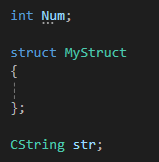 int Num;
struct MyStruct
{
};
CString str;